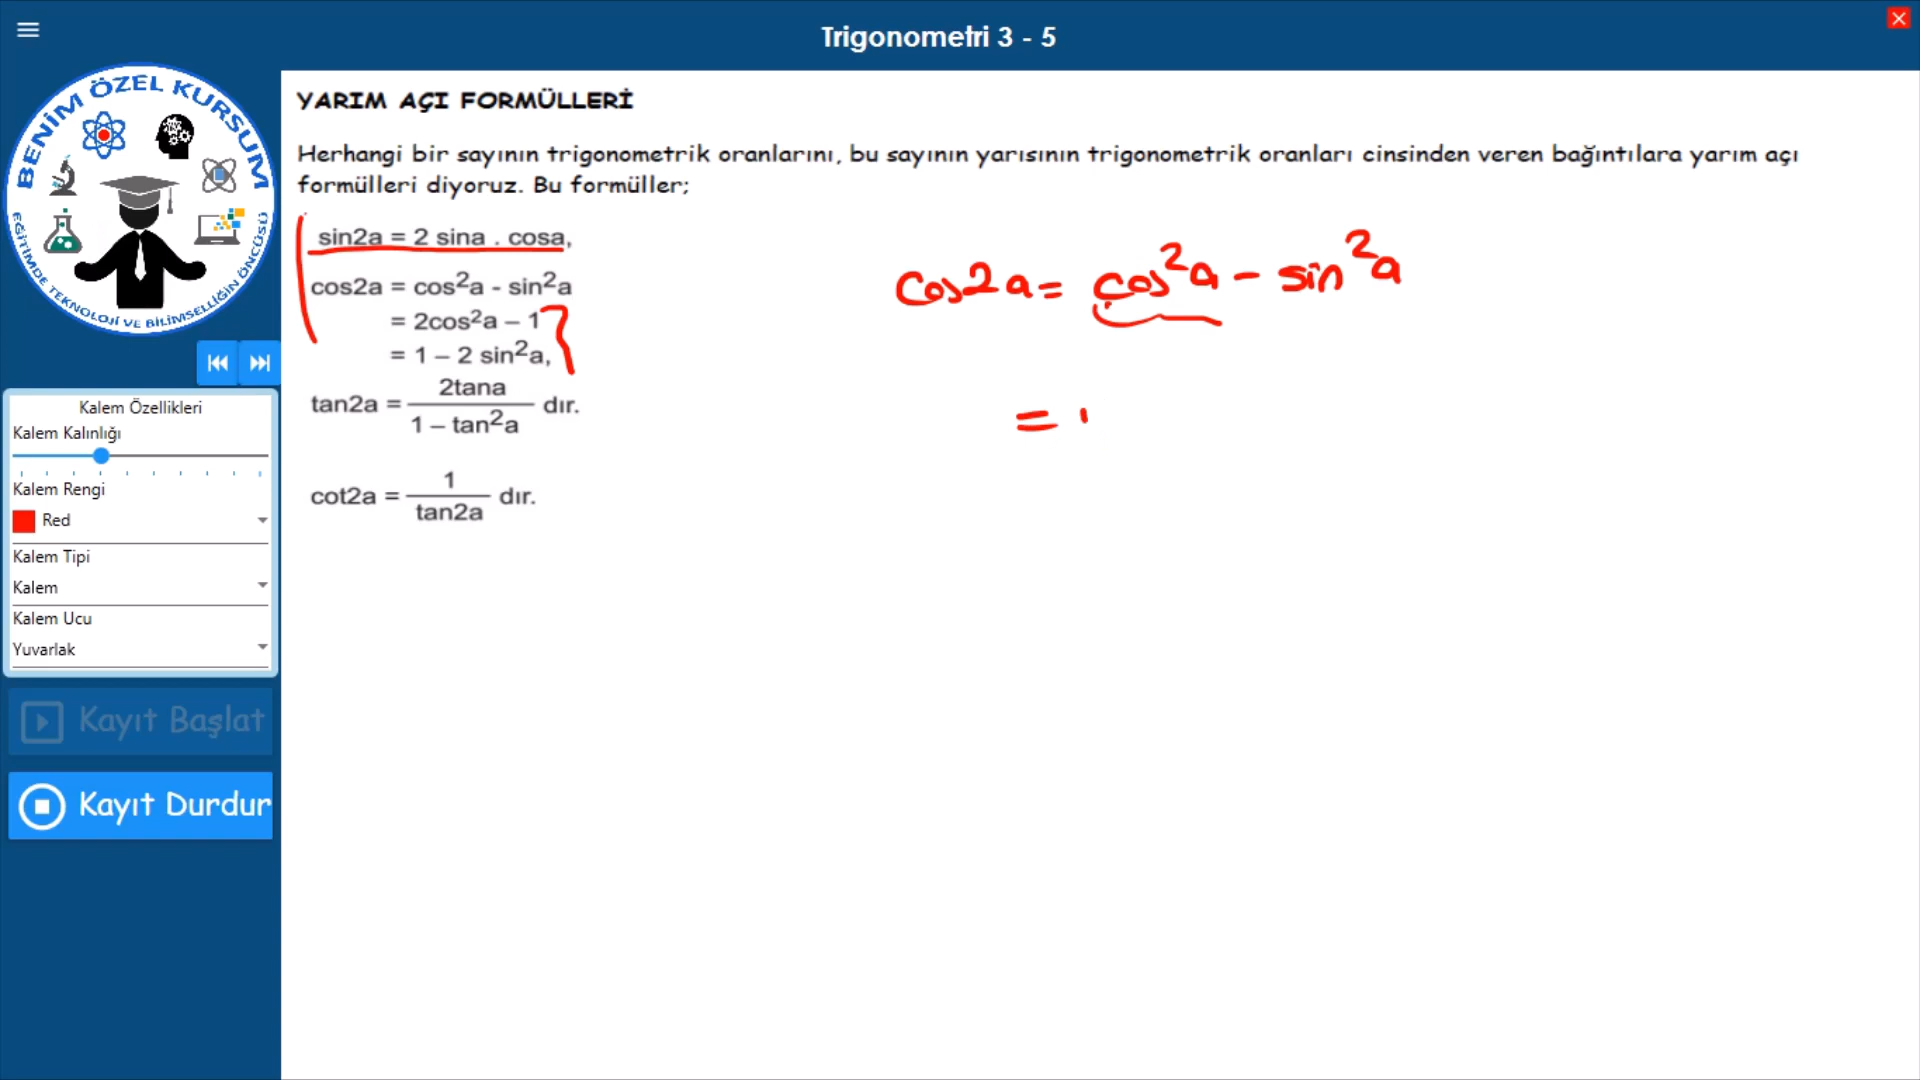 Trigonometri 3 - 5
BENİM ÖZEL KURSUM
EĞİTİMDE TEKNOLOJİ VE BİLİMSELLİĞİN ÖNCÜSÜ
YARIM AÇI FORMÜLLERİ
Herhangi bir sayının trigonometrik oranlarını, bu sayının yarısının trigonometrik oranları cinsinden veren bağıntılara yarım açı
formülleri diyoruz. Bu formüller;
sin2a = 2 sina . cosa,
cos2a = cos²a - sin²a
= 2cos²a – 1
= 1 – 2 sin²a,
tan2a = 2tana / 1 – tan²a dır.
cot2a = 1 / tan2a dır.
cos2a = cos²a - sin²a
=
Kalem Özellikleri
Kalem Kalınlığı
Kalem Rengi
Red
Kalem Tipi
Kalem
Kalem Ucu
Yuvarlak
Kayıt Başlat
Kayıt Durdur